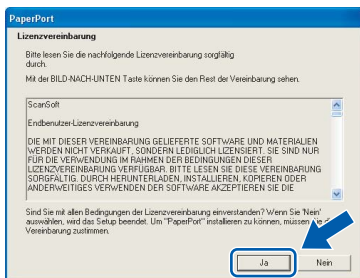 PaperPort
Lizenzvereinbarung
Bitte lesen Sie die nachfolgende Lizenzvereinbarung sorgfältig
durch.
Mit der BILD-NACH-UNTEN Taste können Sie den Rest der Vereinbarung sehen.
ScanSoft
Endbenutzer-Lizenzvereinbarung
DIE MIT DIESER VEREINBARUNG GELIEFERTE SOFTWARE UND MATERIALIEN
WERDEN NICHT VERKAUFT, SONDERN LEDIGLICH LIZENSIERT. SIE SIND NUR
FÜR DIE VERWENDUNG IM RAHMEN DER BEDINGUNGEN DIESER
LIZENZVEREINBARUNG VERFÜGBAR. BITTE LESEN SIE DIESE VEREINBARUNG
SORGFÄLTIG. DURCH HERUNTERLADEN, INSTALLIEREN, KOPIEREN ODER
ANDERWEITIGES VERWENDEN DER SOFTWARE AKZEPTIEREN SIE DIE
Sind Sie mit allen Bedingungen der Lizenzvereinbarung einverstanden? Wenn Sie 'Nein'
auswählen, wird das Setup beendet. Um "PaperPort" installieren zu können, müssen
Vereinbarung zustimmen.
Ja
Nein